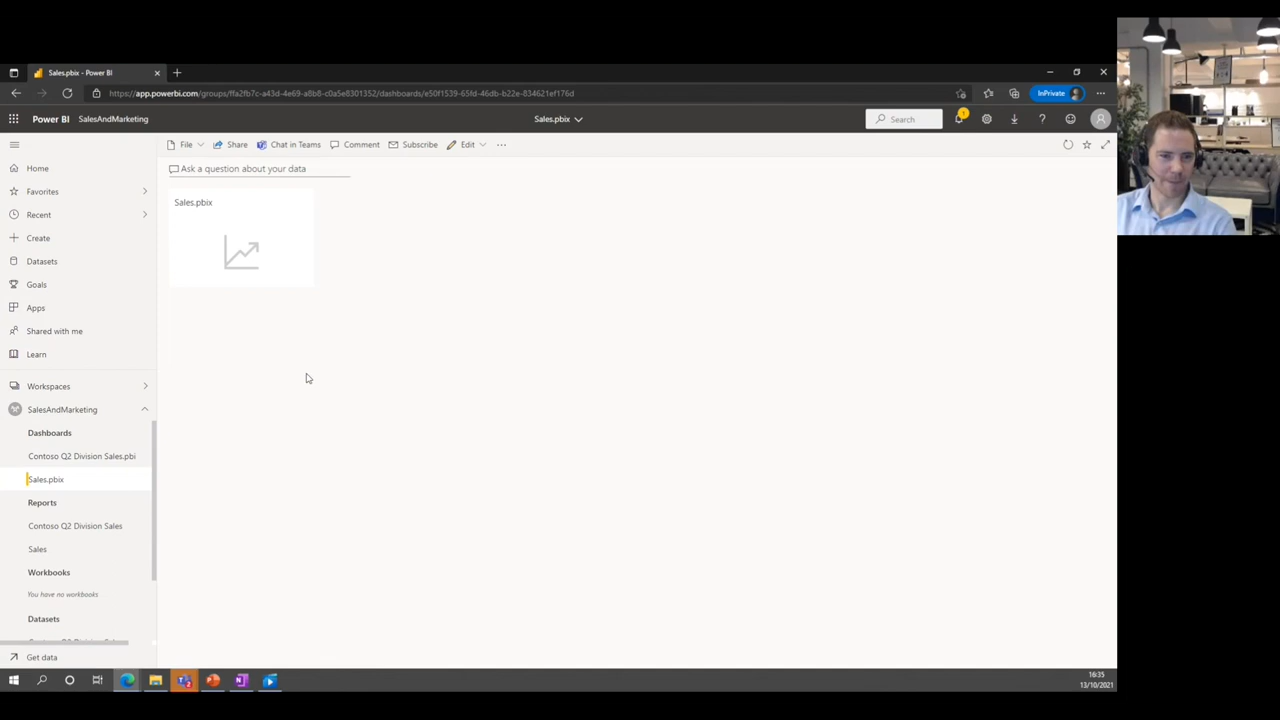 Sales.pbix - Power BI
https://app.powerbi.com/groups/ffa2fb7c-a43d-4e69-a8b8-c0a5e8301352/dashboards/e50f1539-65fd-46db-b22e-834621ef176d
InPrivate
Power BI SalesAndMarketing
Sales.pbix
Search
1
File Share Chat in Teams Comment Subscribe Edit
Ask a question about your data
Sales.pbix
Home
Favorites
Recent
Create
Datasets
Goals
Apps
Shared with me
Learn
Workspaces
SalesAndMarketing
Dashboards
Contoso Q2 Division Sales.pbi
Sales.pbix
Reports
Contoso Q2 Division Sales
Sales
Workbooks
You have no workbooks
Datasets
Get data
16:35
13/10/2021